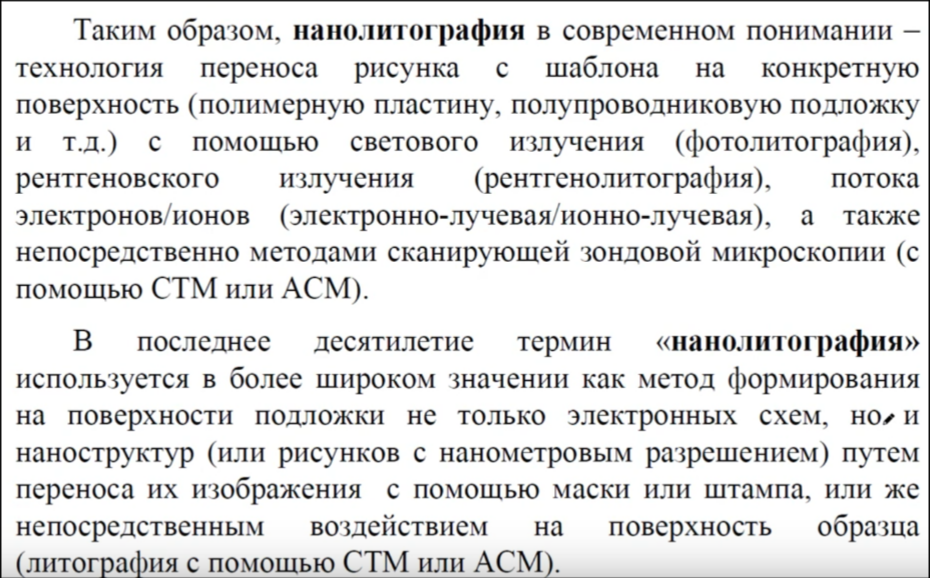 Таким образом, нанолитография в современном понимании –
технология переноса рисунка с шаблона на конкретную
поверхность (полимерную пластину, полупроводниковую подложку
и т.д.) с помощью светового излучения (фотолитография),
рентгеновского излучения (рентгенолитография), потока
электронов/ионов (электронно-лучевая/ионно-лучевая), а также
непосредственно методами сканирующей зондовой микроскопии (с
помощью СТМ или АСМ).
В последнее десятилетие термин «нанолитография»
используется в более широком значении как метод формирования
на поверхности подложки не только электронных схем, но и
наноструктур (или рисунков с нанометровым разрешением) путем
переноса их изображения с помощью маски или штампа, или же
непосредственным воздействием на поверхность образца
(литография с помощью СТМ или АСМ).